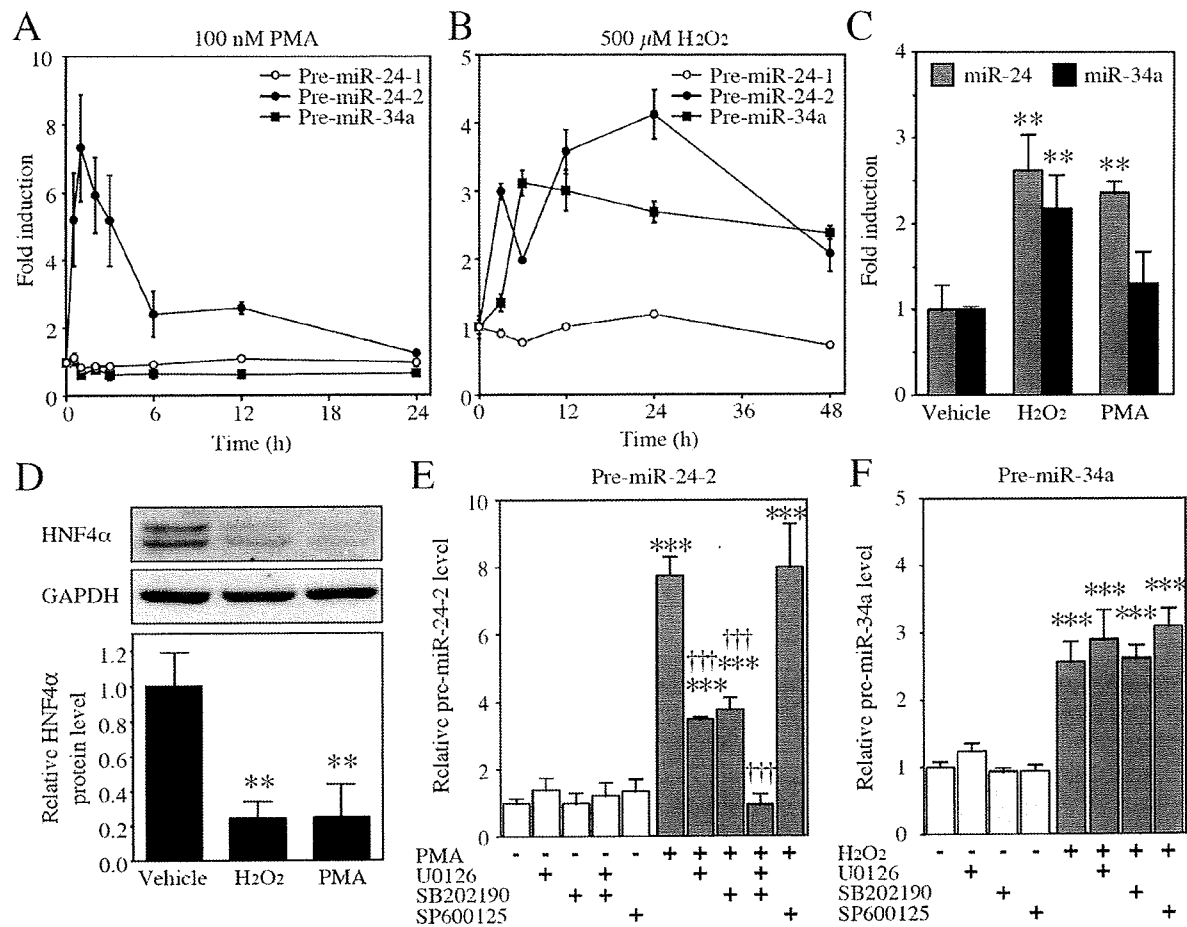 A
100 nM PMA
Fold induction
10
8
6
4
2
0
Pre-miR-24-1
Pre-miR-24-2
Pre-miR-34a
0 6 12 18 24
Time (h)
B
500 μM H2O2
5
4
3
2
1
0
Pre-miR-24-1
Pre-miR-24-2
Pre-miR-34a
0 12 24 36 48
Time (h)
C
Fold induction
4
3
2
1
0
miR-24 miR-34a
** ** **
Vehicle H2O2 PMA
D
HNF4α
GAPDH
Relative HNF4α
protein level
1.2
1.0
0.8
0.6
0.4
0.2
0.0
** **
Vehicle H2O2 PMA
E
Pre-miR-24-2
Relative pre-miR-24-2 level
10
8
6
4
2
0
***
†††
***
†††
***
†††
***
PMA - - - - - + + + + +
U0126 + + + +
SB202190 + + + +
SP600125 + +
F
Pre-miR-34a
Relative pre-miR-34a level
5
4
3
2
1
0
*** *** *** ***
H2O2 - - - - + + + +
U0126 + +
SB202190 + +
SP600125 + +